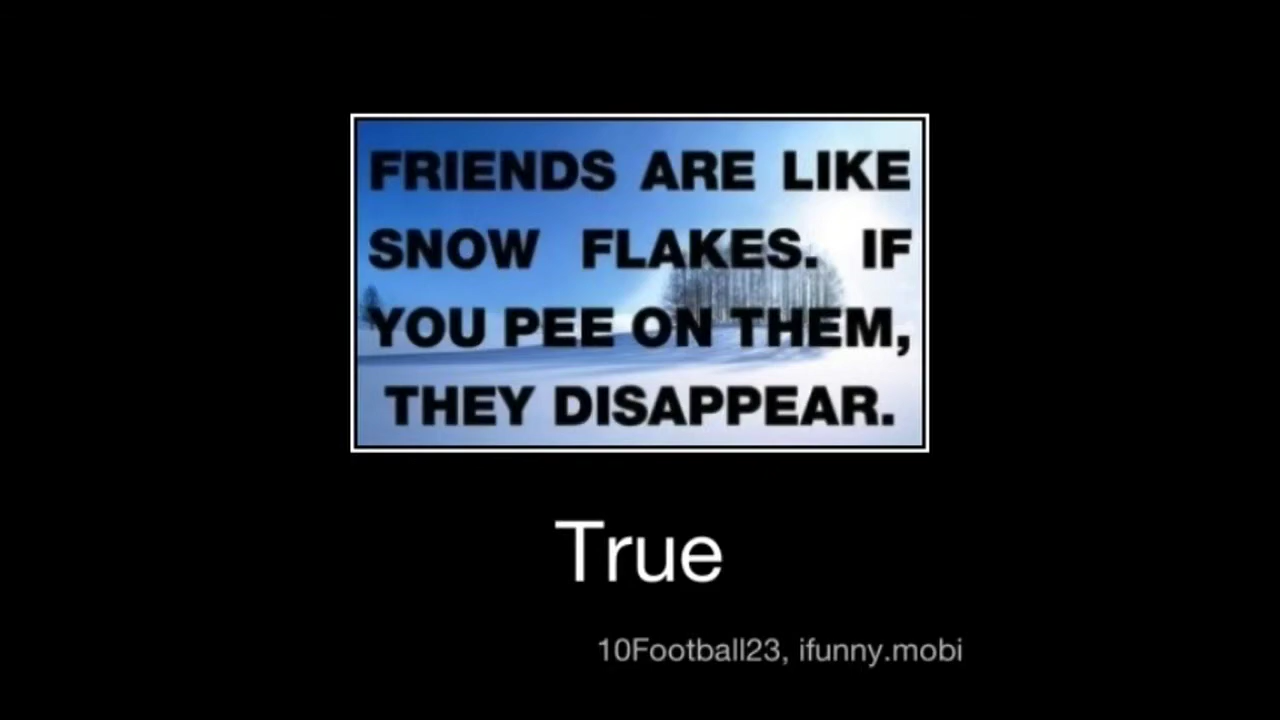 FRIENDS ARE LIKE
SNOW FLAKES. IF
YOU PEE ON THEM,
THEY DISAPPEAR.
True
10Football23, ifunny.mobi